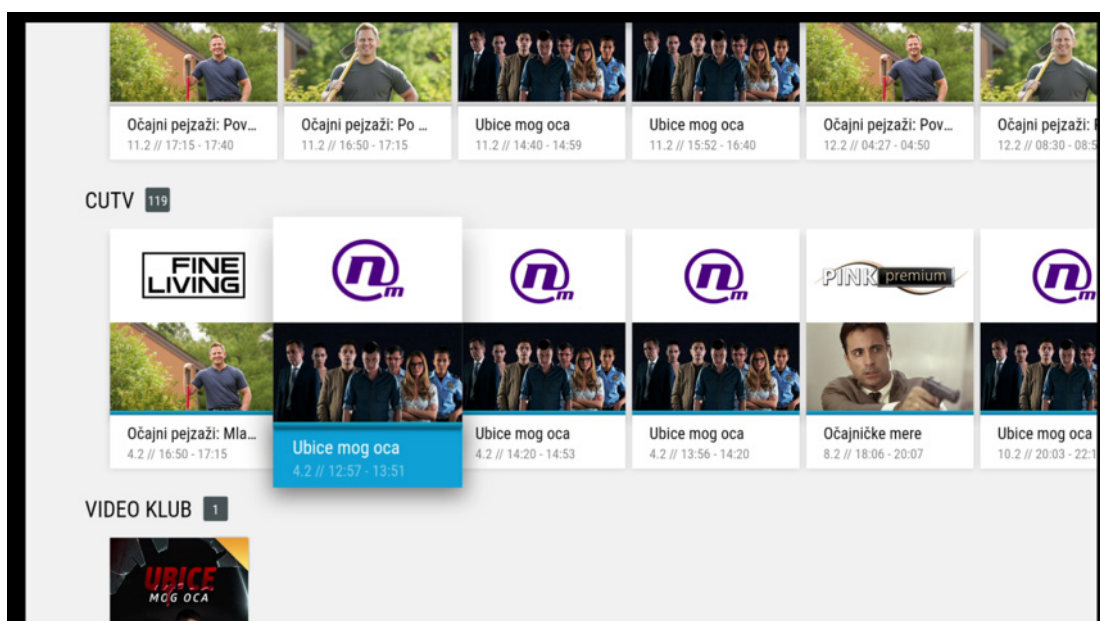 Očajni pejzaži: Pov...
11.2 // 17:15 - 17:40
Očajni pejzaži: Po ...
11.2 // 16:50 - 17:15
Ubice mog oca
11.2 // 14:40 - 14:59
Ubice mog oca
11.2 // 15:52 - 16:40
Očajni pejzaži: Pov...
12.2 // 04:27 - 04:50
Očajni pejzaži:
12.2 // 08:30 - 08:5
CUTV 119
FINE
LIVING
Očajni pejzaži: Mla...
4.2 // 16:50 - 17:15
n m
Ubice mog oca
4.2 // 12:57 - 13:51
n m
Ubice mog oca
4.2 // 14:20 - 14:53
n m
Ubice mog oca
4.2 // 13:56 - 14:20
PINK premium
Očajničke mere
8.2 // 18:06 - 20:07
n m
Ubice mog oca
10.2 // 20:03 - 22:1
VIDEO KLUB 1
UBICE
MOG OCA